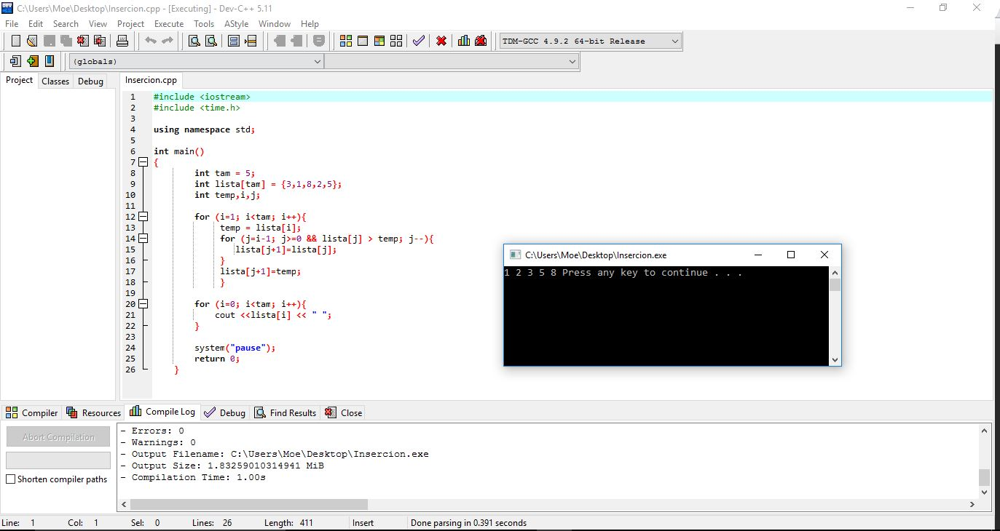 C:\Users\Moe\Desktop\Insercion.cpp - [Executing] - Dev-C++ 5.11
File Edit Search View Project Execute Tools AStyle Window Help
TDM-GCC 4.9.2 64-bit Release
(globals)
Project Classes Debug
Insercion.cpp
1 #include <iostream>
2 #include <time.h>
3
4 using namespace std;
5
6 int main()
7 {
8 int tam = 5;
9 int lista[tam] = {3,1,8,2,5};
10 int temp,i,j;
11
12 for (i=1; i<tam; i++){
13 temp = lista[i];
14 for (j=i-1; j>=0 && lista[j] > temp; j--){
15 lista[j+1]=lista[j];
16 }
17 lista[j+1]=temp;
18 }
19
20 for (i=0; i<tam; i++){
21 cout <<lista[i] << " ";
22 }
23
24 system("pause");
25 return 0;
26 }
C:\Users\Moe\Desktop\Insercion.exe
1 2 3 5 8 Press any key to continue . . .
Compiler Resources Compile Log Debug Find Results Close
Abort Compilation
Shorten compiler paths
- Errors: 0
- Warnings: 0
- Output Filename: C:\Users\Moe\Desktop\Insercion.exe
- Output Size: 1.83259010314941 MiB
- Compilation Time: 1.00s
Line: 1 Col: 1 Sel: 0 Lines: 26 Length: 411 Insert Done parsing in 0.391 seconds